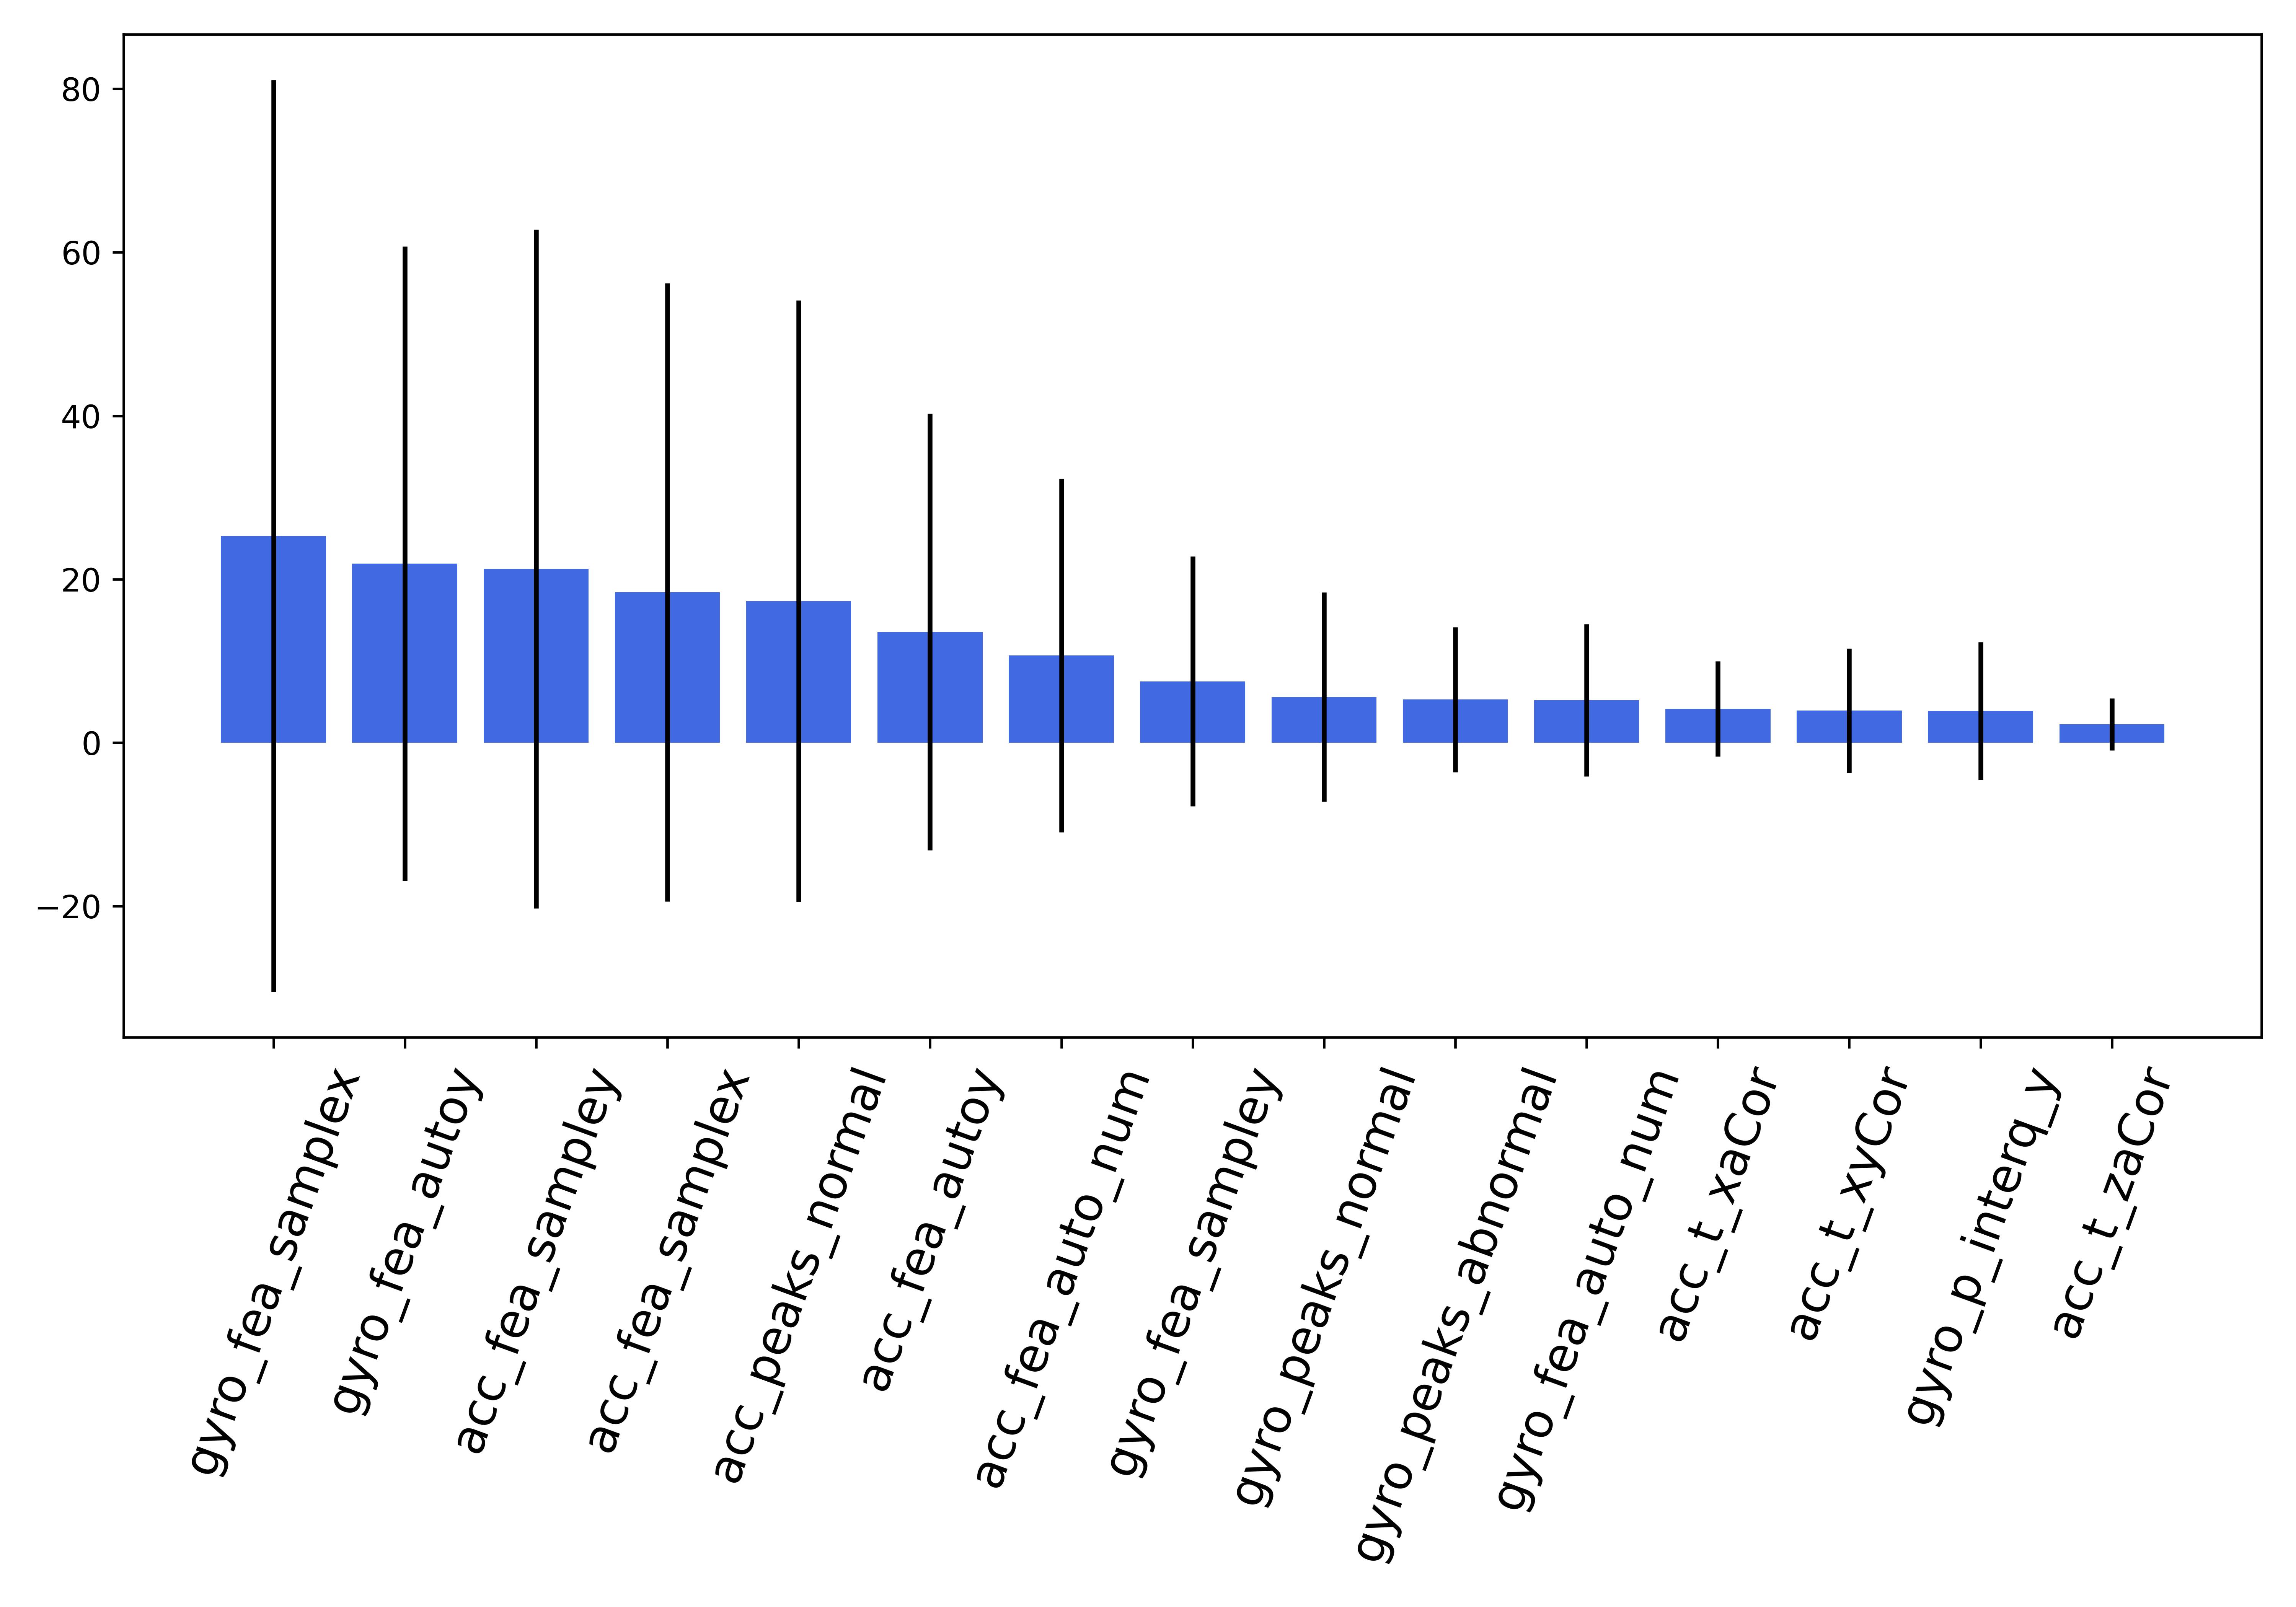 80
60
40
20
0
−20
gyro_fea_samplex
gyro_fea_autoy
acc_fea_sampley
acc_fea_samplex
acc_peaks_normal
acc_fea_autoy
acc_fea_auto_num
gyro_fea_sampley
gyro_peaks_normal
gyro_peaks_abnormal
gyro_fea_auto_num
acc_t_xaCor
acc_t_xyCor
gyro_p_interq_y
acc_t_zaCor